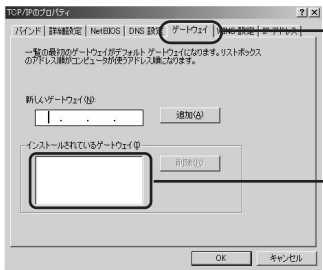 TCP/IPのプロパティ
バインド 詳細設定 NetBIOS DNS 設定 ゲートウェイ WINS 設定 IP アドレス
一覧の最初のゲートウェイがデフォルト ゲートウェイになります。リストボックス
のアドレス順がコンピュータが使うアドレス順になります。
新しいゲートウェイ(N):
. . .
追加(A)
インストールされているゲートウェイ(I)
削除(R)
OK キャンセル